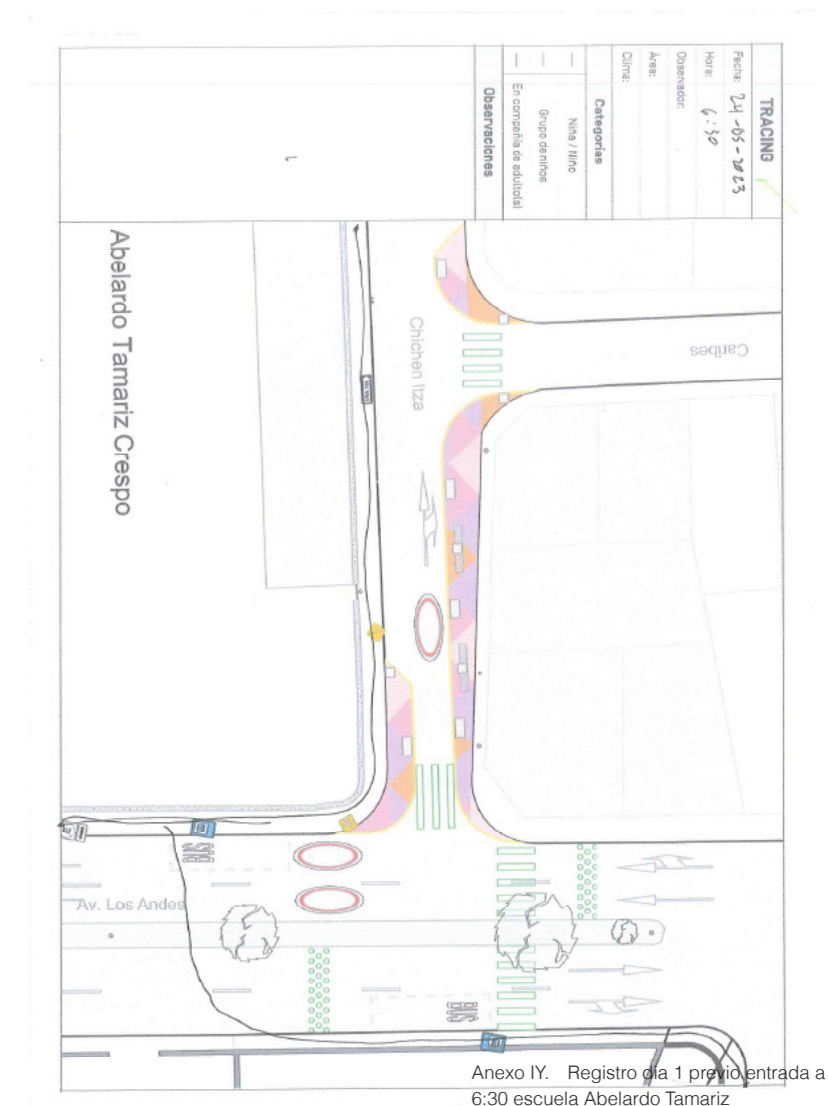 TRACING
Fecha: 24-05-2023
Hora: 6:30
Observador:
Área:
Clima:
Categorías
Niña / Niño
Grupo de niños
En compañía de adulto(s)
Observaciones
Abelardo Tamariz Crespo
Chichen Itza
Caribes
BUS
Av. Los Andes
BUS
Anexo IY. Registro día 1 previo entrada a
6:30 escuela Abelardo Tamariz